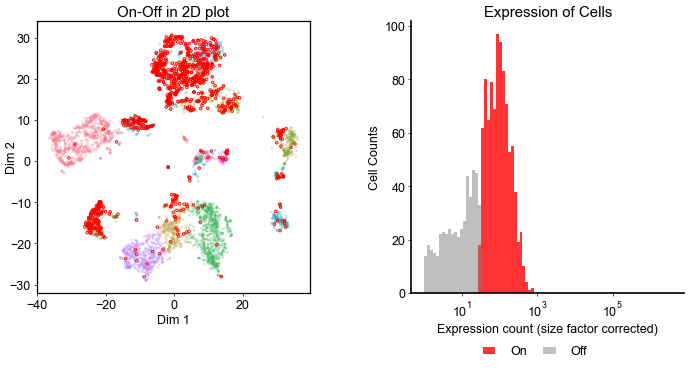 On-Off in 2D plot
Expression of Cells
30
20
10
0
−10
−20
−30
Dim 2
−40
−20
0
20
Dim 1
100
80
60
40
20
0
Cell Counts
10^1
10^3
10^5
Expression count (size factor corrected)
On Off